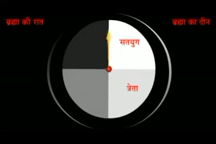 ब्रह्मा की रात
ब्रह्मा का दीन
सतयुग
त्रेता